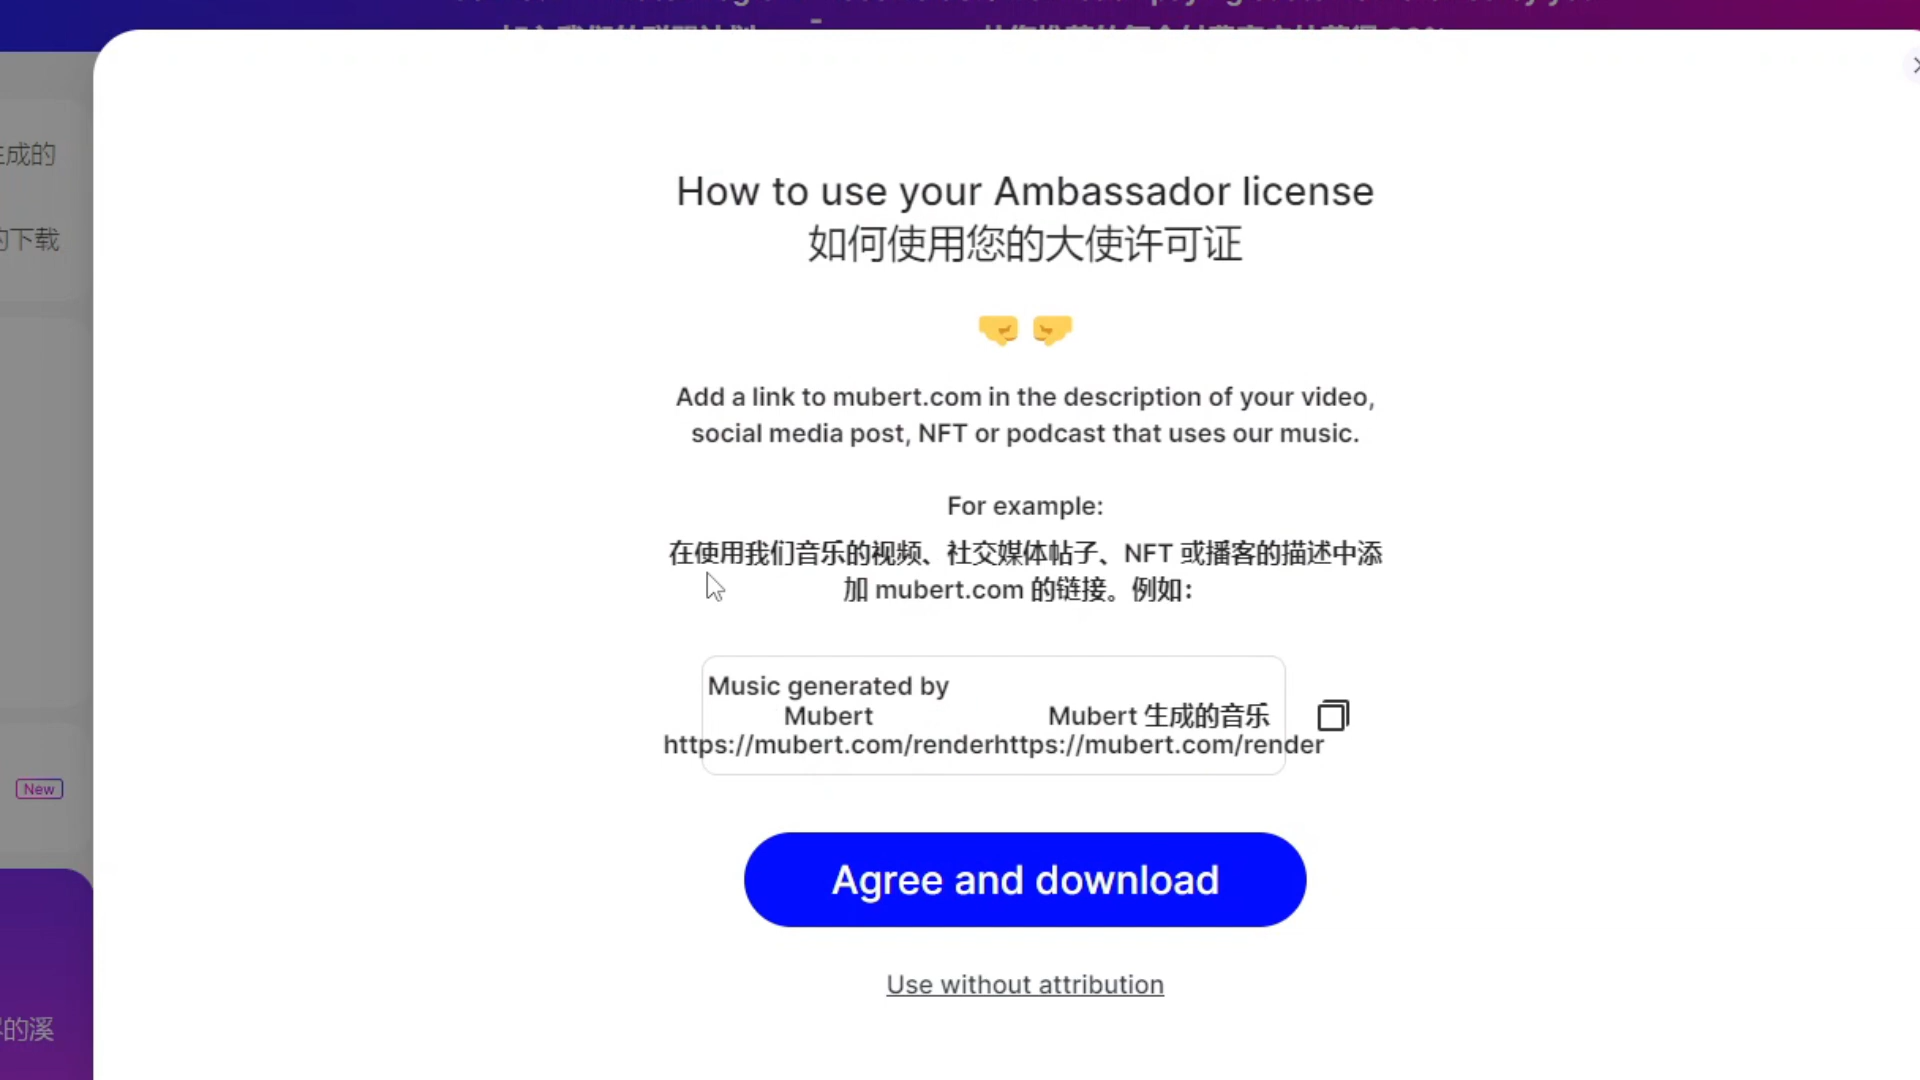 生成的
的下载
How to use your Ambassador license
如何使用您的大使许可证
Add a link to mubert.com in the description of your video,
social media post, NFT or podcast that uses our music.
For example:
在使用我们音乐的视频、社交媒体帖子、NFT 或播客的描述中添
加 mubert.com 的链接。例如：
Music generated by
Mubert
https://mubert.com/render
Mubert 生成的音乐
https://mubert.com/render
New
Agree and download
Use without attribution
的溪